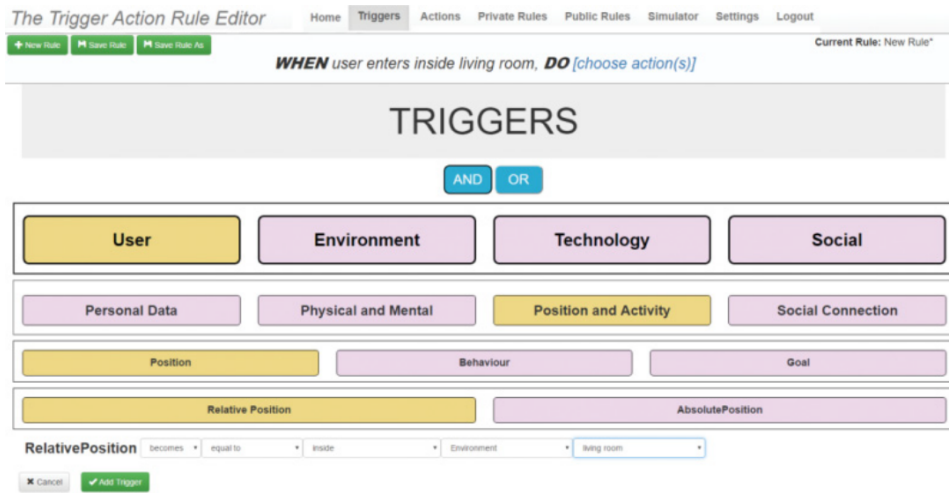 The Trigger Action Rule Editor Home Triggers Actions Private Rules Public Rules Simulator Settings Logout
New Rule Save Rule Save Rule As Current Rule: New Rule*
WHEN user enters inside living room, DO [choose action(s)]
TRIGGERS
AND OR
User Environment Technology Social
Personal Data Physical and Mental Position and Activity Social Connection
Position Behaviour Goal
Relative Position AbsolutePosition
RelativePosition becomes equal to inside Environment living room
Cancel Add Trigger